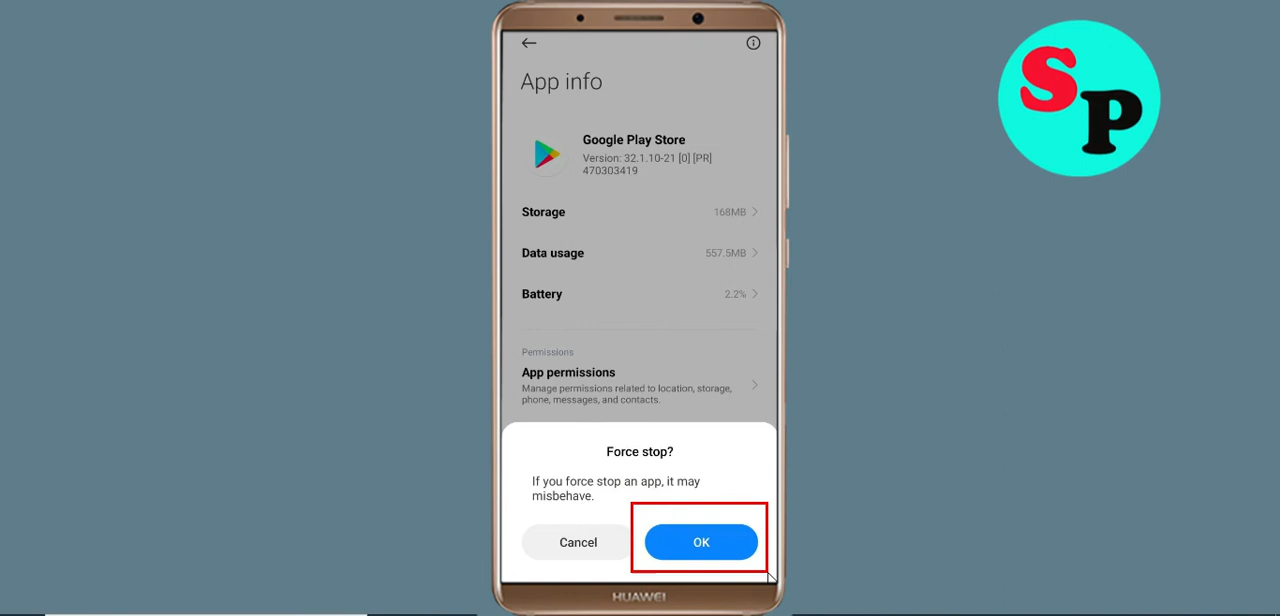 SP
App info
Google Play Store
Version: 32.1.10-21 [0] [PR]
470303419
Storage 168MB
Data usage 557.5MB
Battery 2.2%
Permissions
App permissions
Manage permissions related to location, storage,
phone, messages, and contacts.
Force stop?
If you force stop an app, it may
misbehave.
Cancel OK
HUAWEI